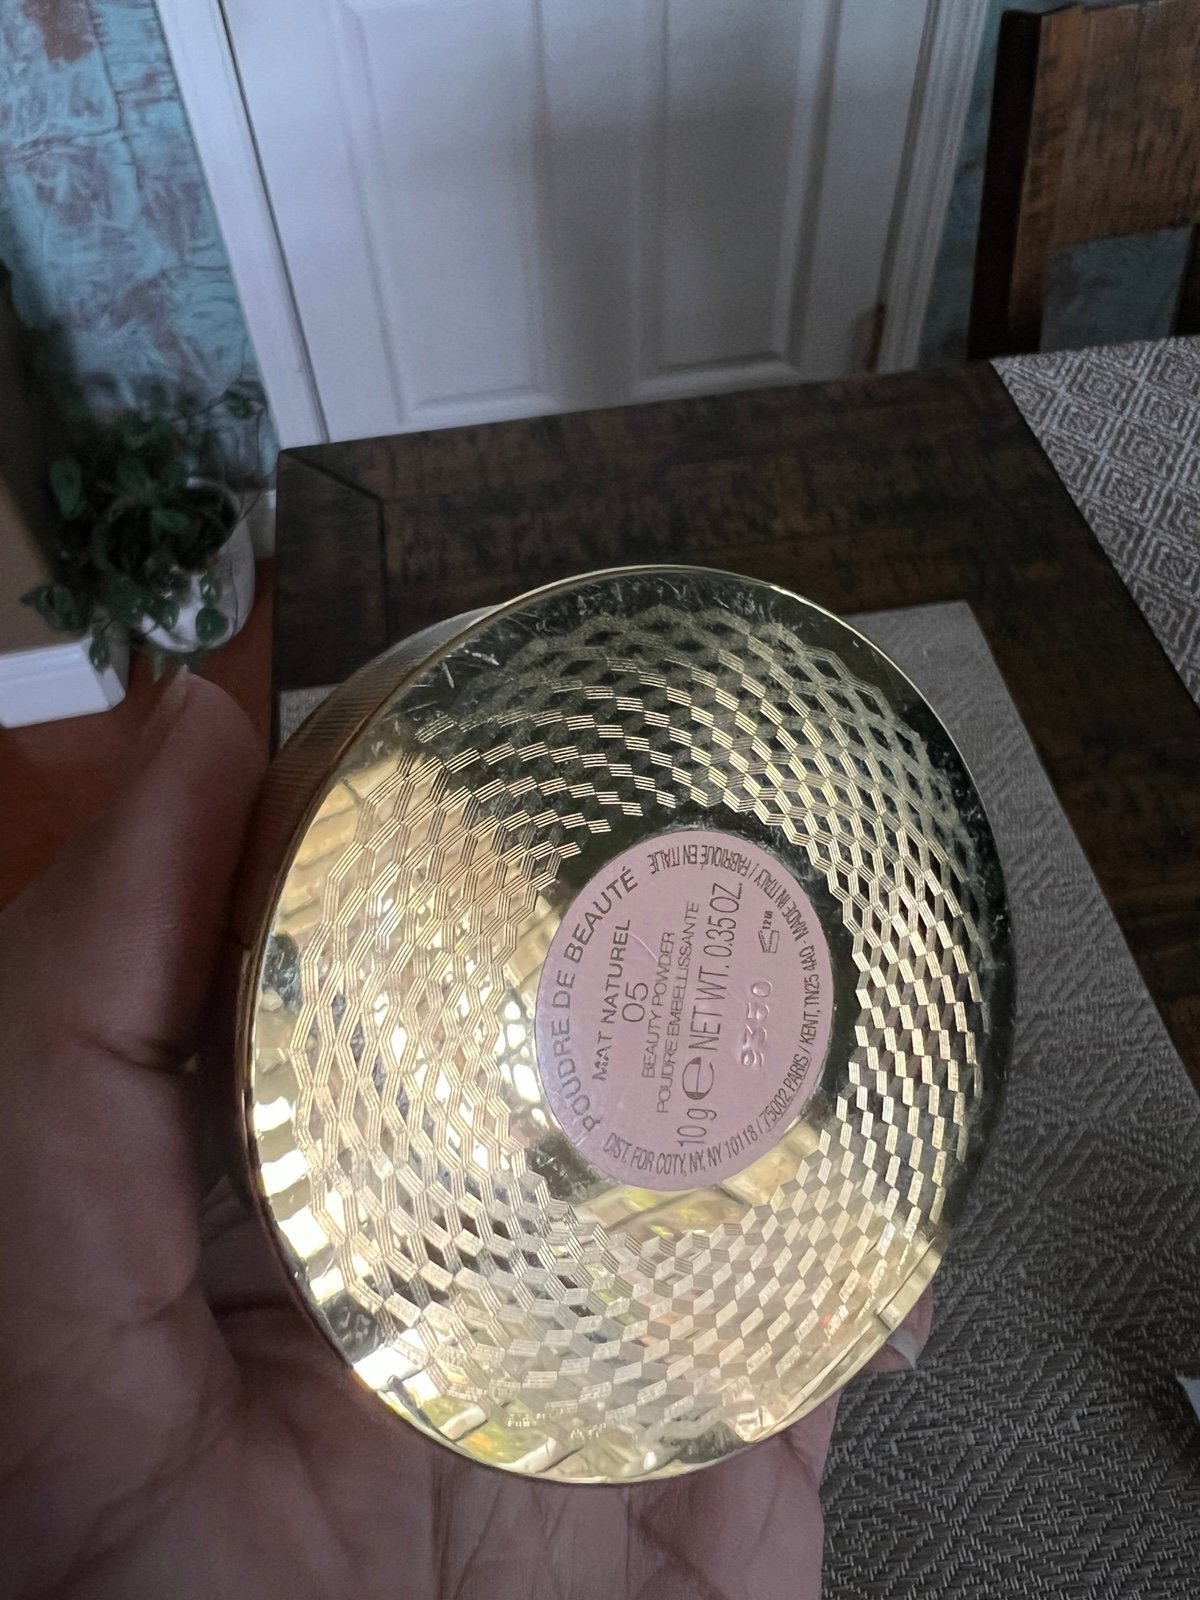 POUDRE DE BEAUTÉ
MAT NATUREL
05
BEAUTY POWDER
POUDRE EMBELLISSANTE
10 g ℮ NET WT. 0.35 OZ.
9350
12M
DIST. FOR COTY, NY, NY 10118 / 75002 PARIS / KENT, TN25 4AQ - MADE IN ITALY / FABRIQUÉ EN ITALIE